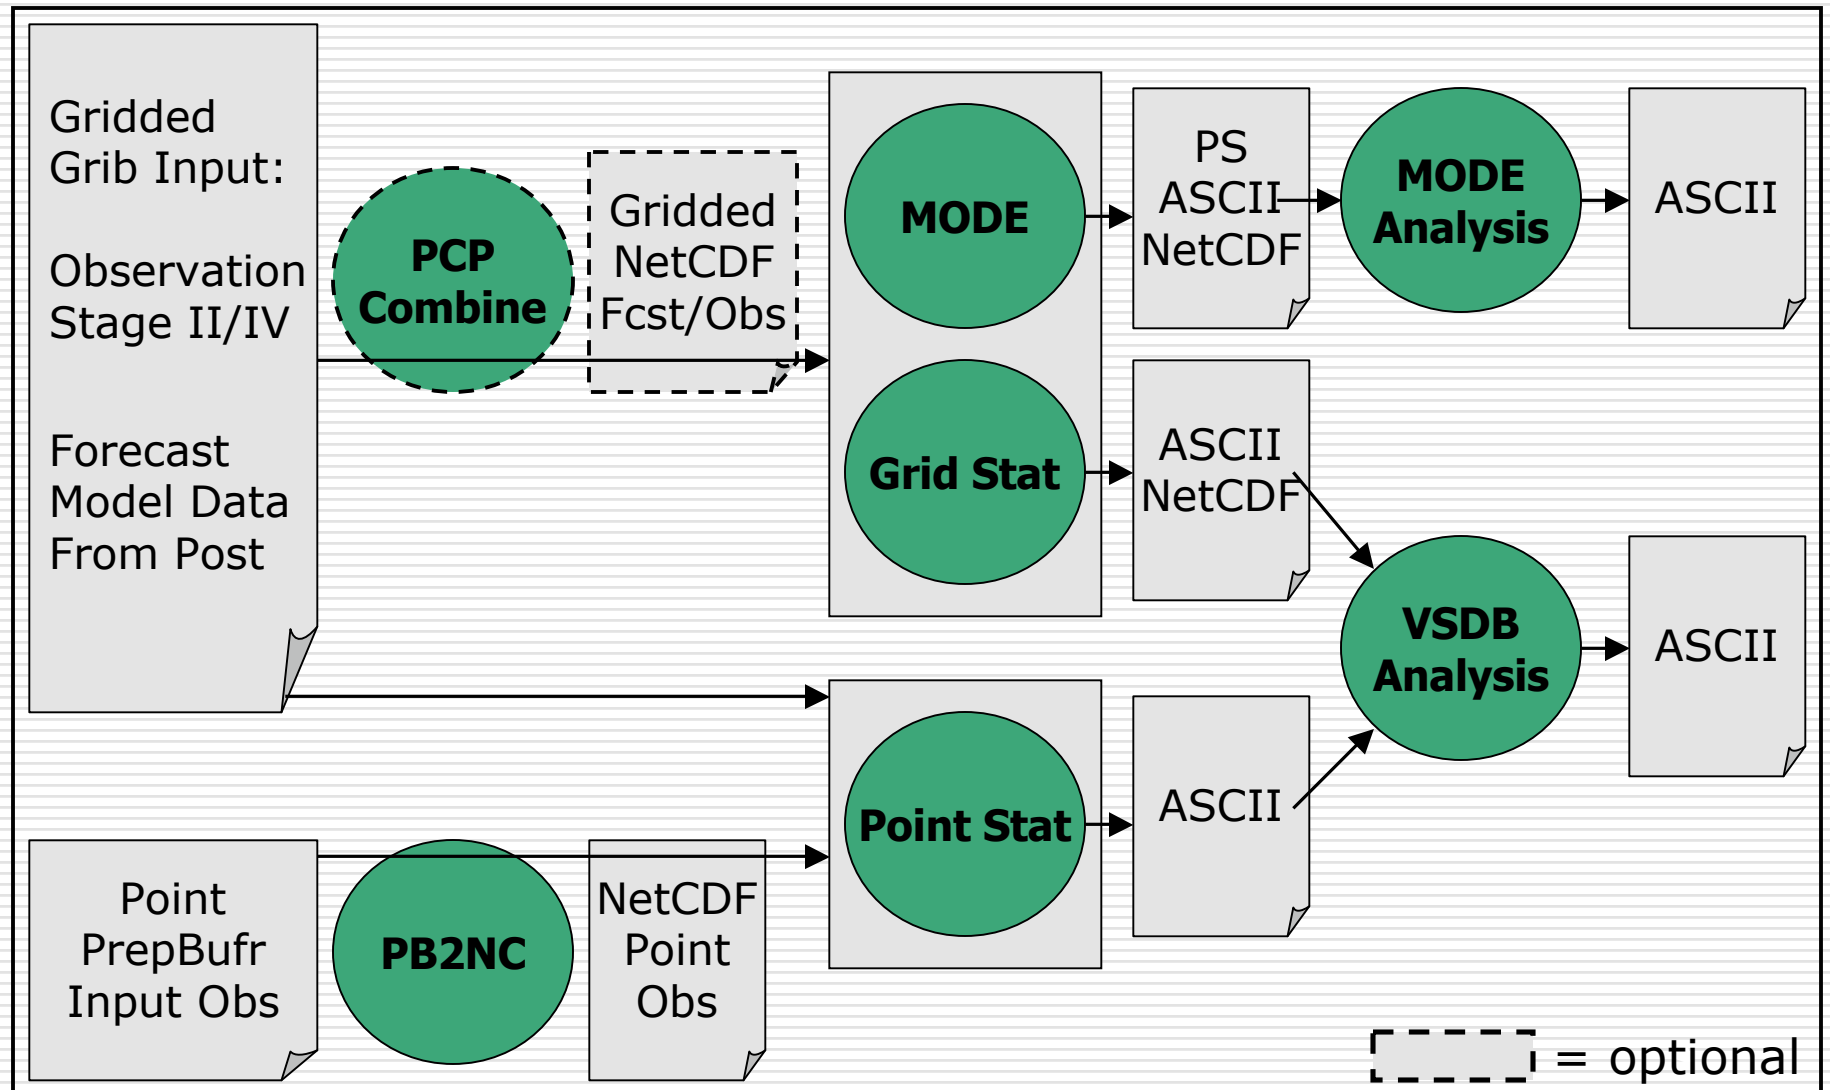 Gridded
Grib Input:
Observation
Stage II/IV
Forecast
Model Data
From Post
PCP
Combine
Gridded
NetCDF
Fcst/Obs
MODE
PS
ASCII
NetCDF
MODE
Analysis
ASCII
Grid Stat
ASCII
NetCDF
VSDB
Analysis
ASCII
Point Stat
ASCII
Point
PrepBufr
Input Obs
PB2NC
NetCDF
Point
Obs
= optional